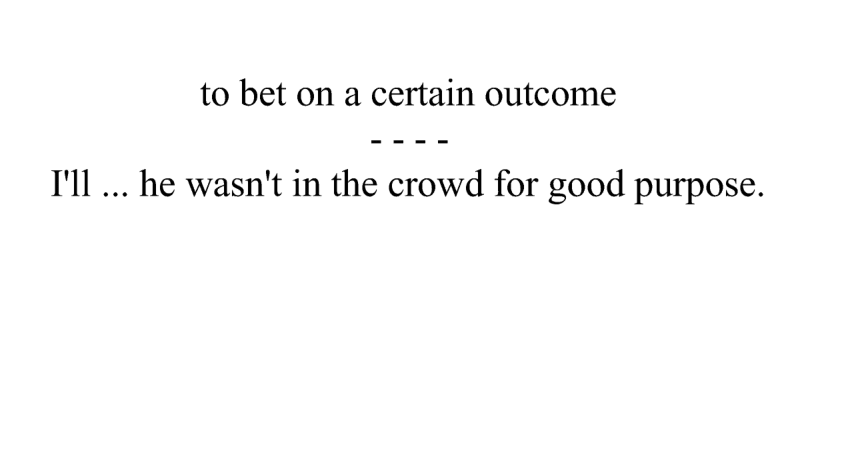 to bet on a certain outcome
- - - -
I'll ... he wasn't in the crowd for good purpose.